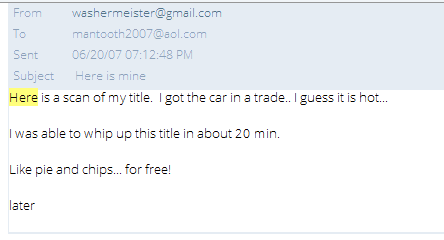 From washermeister@gmail.com
To mantooth2007@aol.com
Sent 06/20/07 07:12:48 PM
Subject Here is mine
Here is a scan of my title. I got the car in a trade.. I guess it is hot...
I was able to whip up this title in about 20 min.
Like pie and chips... for free!
later